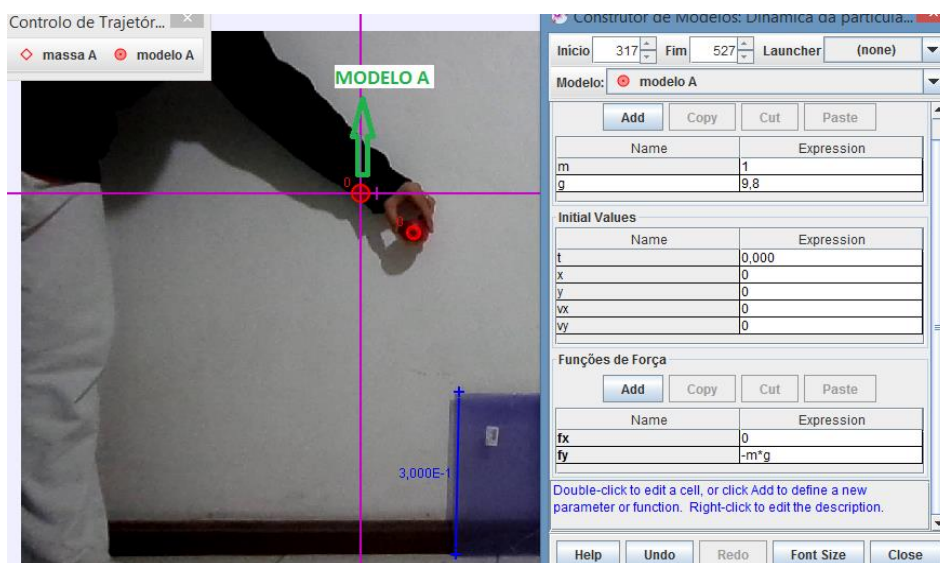 Controlo de Trajetór...
massa A modelo A
MODELO A
0
0
3,000E-1
Construtor de Modelos: Dinâmica da partícula...
Início 317 Fim 527 Launcher (none)
Modelo: modelo A
Add Copy Cut Paste
Name Expression
m 1
g 9,8
Initial Values
Name Expression
t 0,000
x 0
y 0
vx 0
vy 0
Funções de Força
Add Copy Cut Paste
Name Expression
fx 0
fy -m*g
Double-click to edit a cell, or click Add to define a new
parameter or function. Right-click to edit the description.
Help Undo Redo Font Size Close